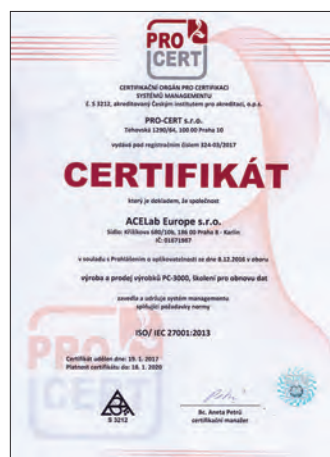 PRO
CERT
CERTIFIKAČNÍ ORGÁN PRO CERTIFIKACI
SYSTÉMŮ MANAGEMENTU
č. S 3212, akreditovaný Českým institutem pro akreditaci, o.p.s.
PRO-CERT s.r.o.
Tehovská 1290/64, 100 00 Praha 10
vydává pod registračním číslem 324-03/2017
CERTIFIKÁT
který je dokladem, že společnost
ACELab Europe s.r.o.
Sídlo: Křižíkova 680/10b, 186 00 Praha 8 - Karlín
IČ: 01671987
v souladu s Prohlášením o aplikovatelnosti ze dne 8.12.2016 v oboru
výroba a prodej výrobků PC-3000, školení pro obnovu dat
zavedla a udržuje systém managementu
splňující požadavky normy
ISO/ IEC 27001:2013
PRO
CERT
Certifikát udělen dne: 19. 1. 2017
Platnost certifikátu do: 18. 1. 2020
S 3212
Bc. Aneta Petrů
certifikační manažer